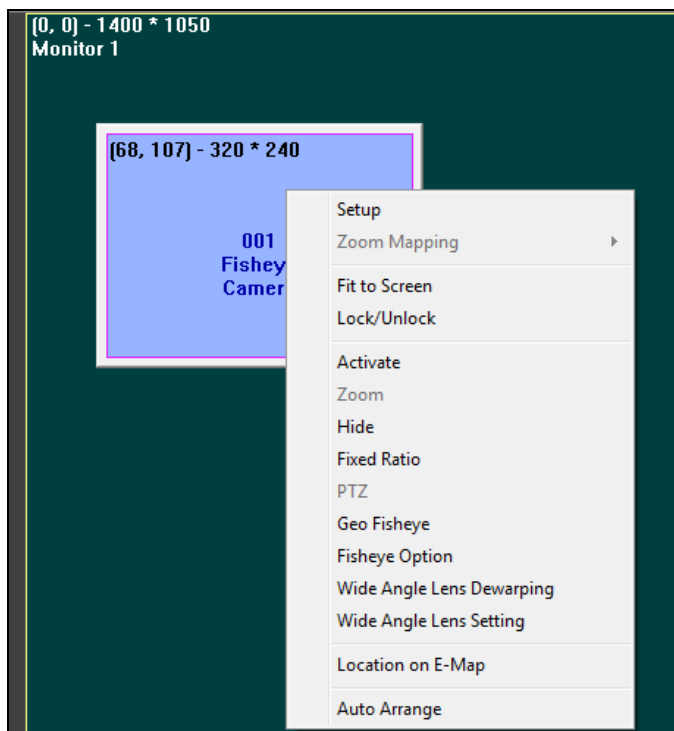 (0, 0) - 1400 * 1050
Monitor 1
(68, 107) - 320 * 240
001
Fishey
Camer
Setup
Zoom Mapping
Fit to Screen
Lock/Unlock
Activate
Zoom
Hide
Fixed Ratio
PTZ
Geo Fisheye
Fisheye Option
Wide Angle Lens Dewarping
Wide Angle Lens Setting
Location on E-Map
Auto Arrange